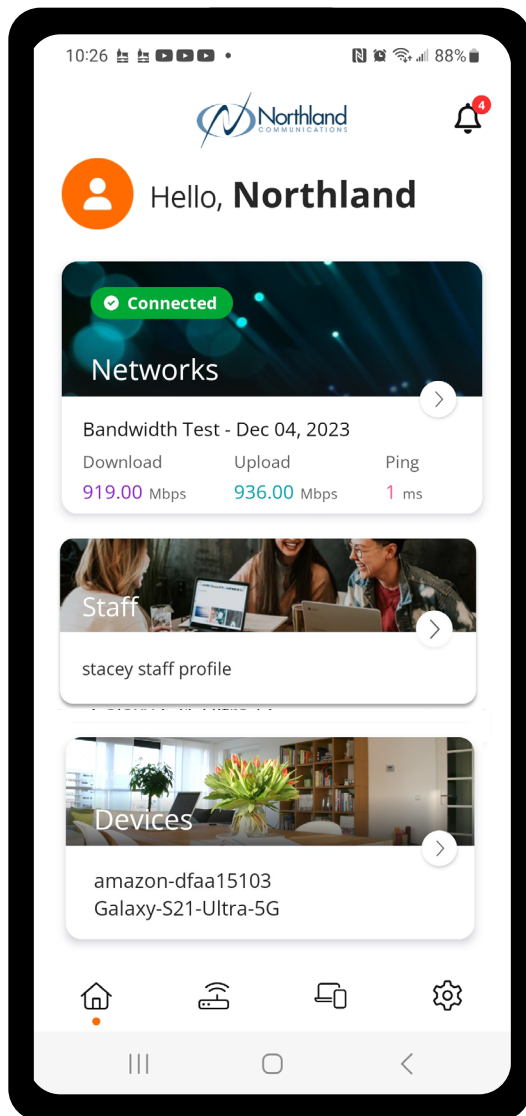 10:26
88%
Northland
COMMUNICATIONS
4
Hello, Northland
Connected
Networks
Bandwidth Test - Dec 04, 2023
Download Upload Ping
919.00 Mbps 936.00 Mbps 1 ms
Staff
stacey staff profile
Devices
amazon-dfaa15103
Galaxy-S21-Ultra-5G